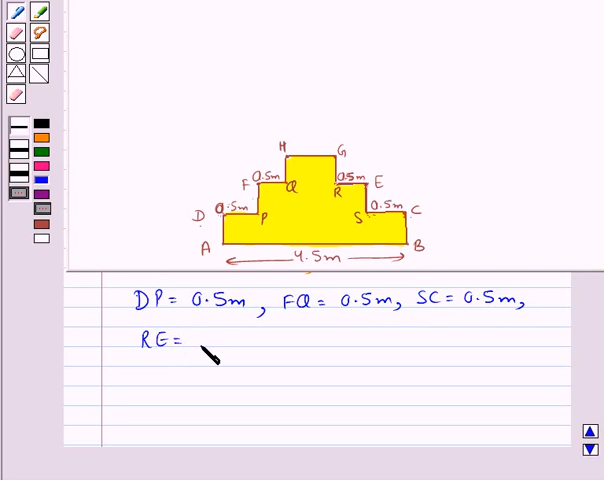 H G
F 0.5m Q R 0.5m E
D 0.5m P S 0.5m C
A B
4.5m
DP = 0.5m, FQ = 0.5m, SC = 0.5m,
RE =